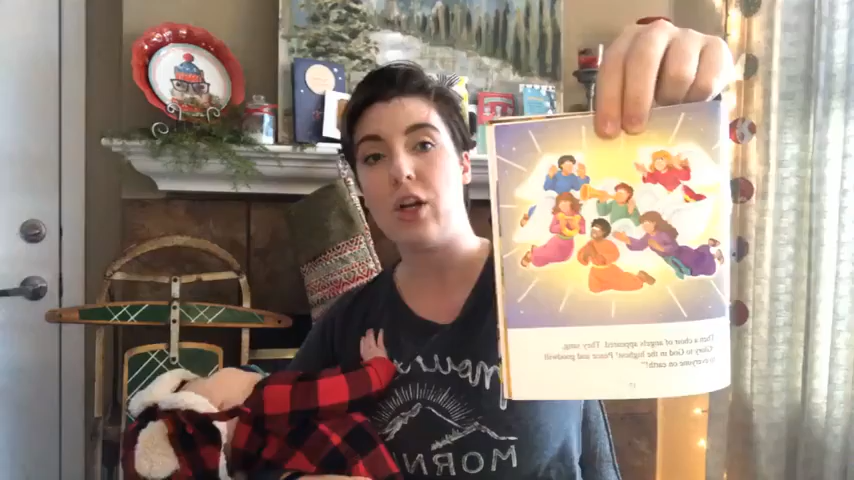 Then a choir of angels appeared. They sang,
"Glory to God in the highest! Peace and goodwill
to everyone on earth!"
17
MORN